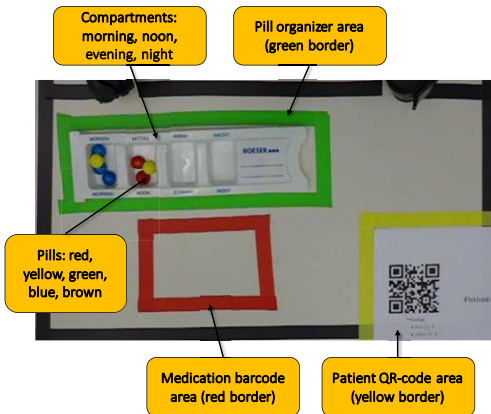 Compartments:
morning, noon,
evening, night
Pill organizer area
(green border)
MORGEN
MITTAG
ABEND
NACHT
ROESER
MORNING
NOON
EVENING
NIGHT
Pills: red,
yellow, green,
blue, brown
Patient
Medication barcode
area (red border)
Patient QR-code area
(yellow border)